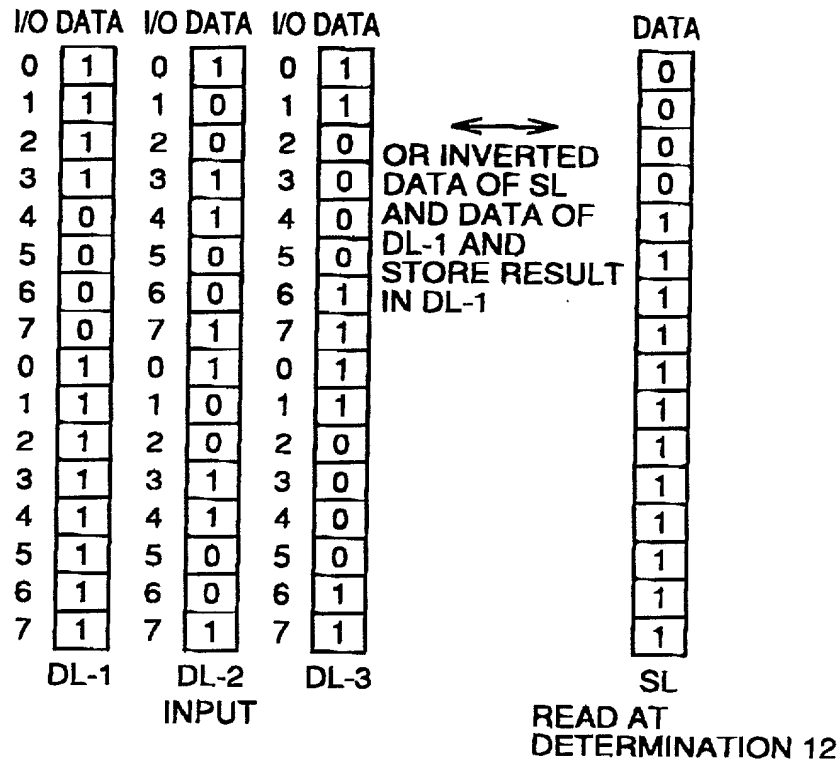 I/O DATA I/O DATA I/O DATA DATA
0 1 0 1 0 1 0
1 1 1 0 1 1 0
2 1 2 0 2 0 0
3 1 3 1 3 0 0
4 0 4 1 4 0 1
5 0 5 0 5 0 1
6 0 6 0 6 1 1
7 0 7 1 7 1 1
0 1 0 1 0 1 1
1 1 1 0 1 1 1
2 1 2 0 2 0 1
3 1 3 1 3 0 1
4 1 4 1 4 0 1
5 1 5 0 5 0 1
6 1 6 0 6 1 1
7 1 7 1 7 1 1
OR INVERTED
DATA OF SL
AND DATA OF
DL-1 AND
STORE RESULT
IN DL-1
DL-1 DL-2 DL-3 SL
INPUT
READ AT
DETERMINATION 12